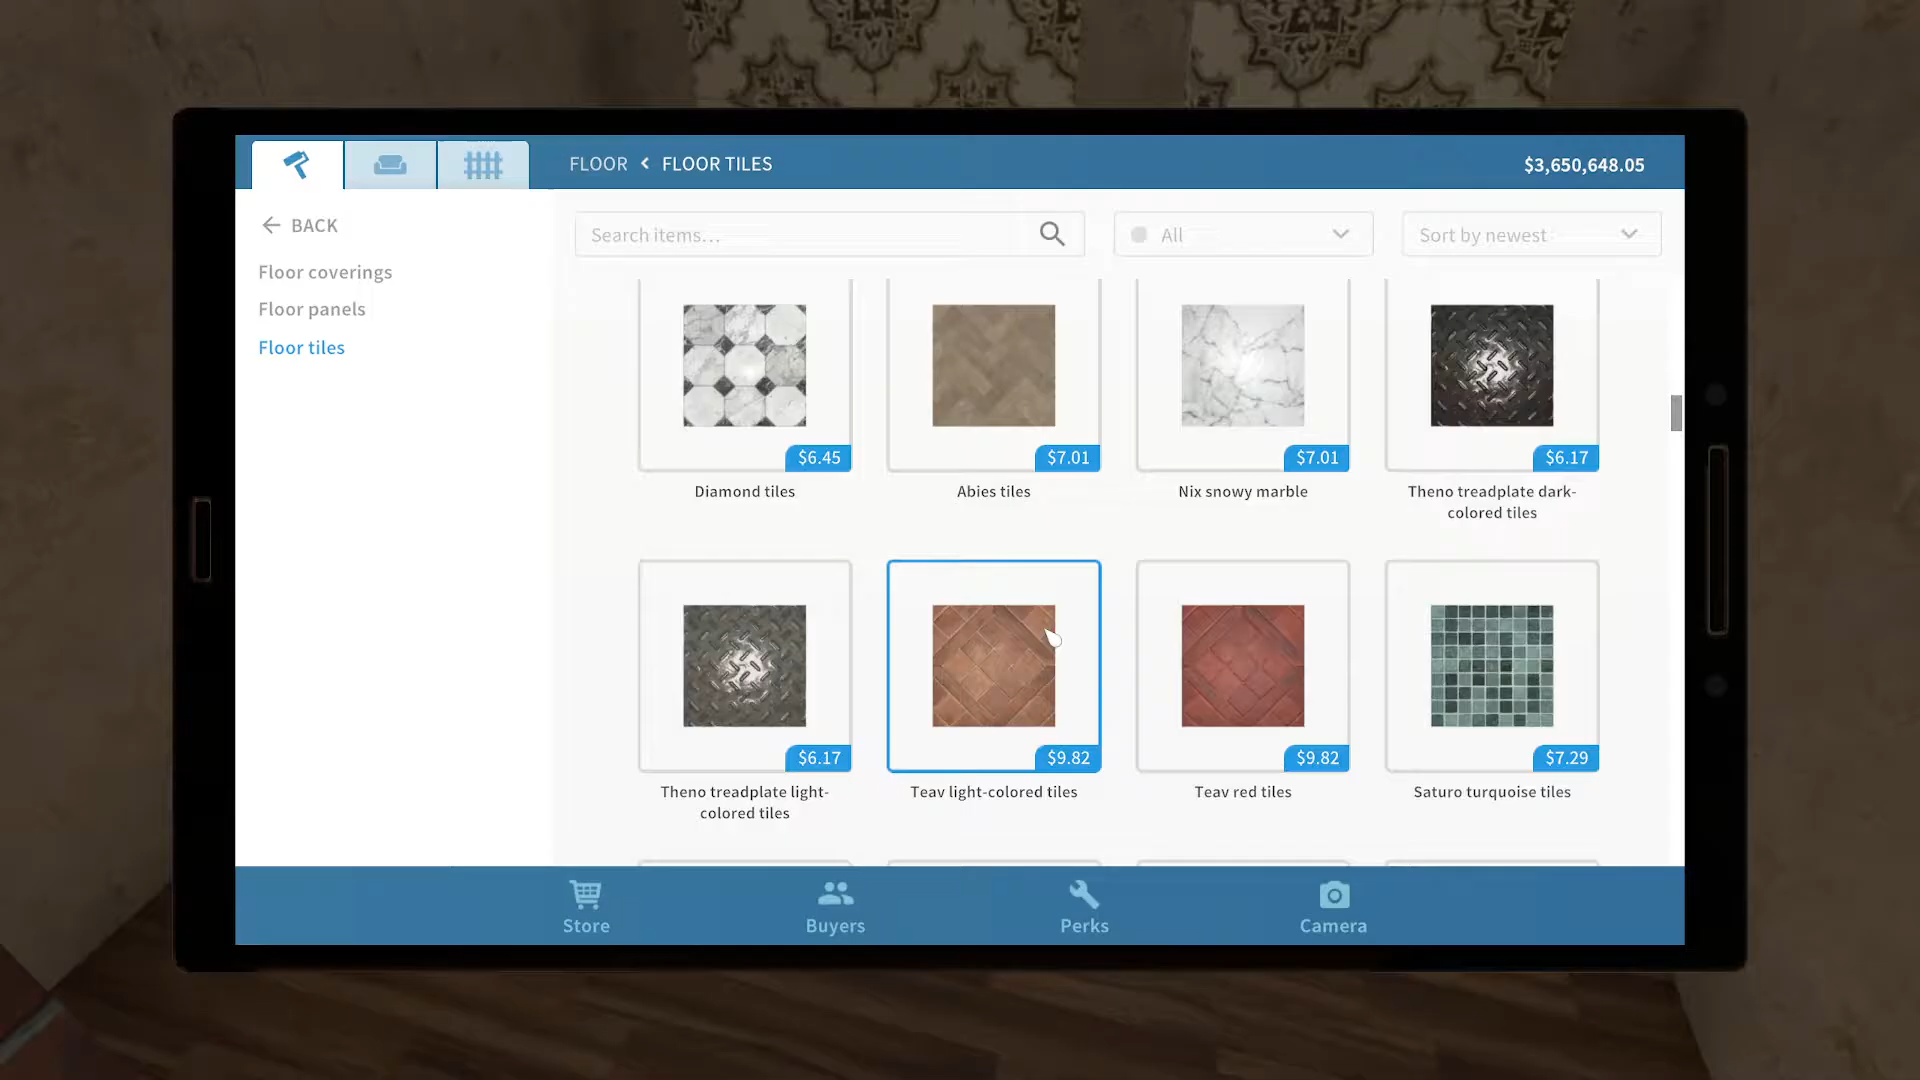 FLOOR < FLOOR TILES
$3,650,648.05
BACK
Floor coverings
Floor panels
Floor tiles
Search items...
All
Sort by newest
$6.45
$7.01
$7.01
$6.17
Diamond tiles
Abies tiles
Nix snowy marble
Theno treadplate dark-
colored tiles
$6.17
$9.82
$9.82
$7.29
Theno treadplate light-
colored tiles
Teav light-colored tiles
Teav red tiles
Saturo turquoise tiles
Store
Buyers
Perks
Camera